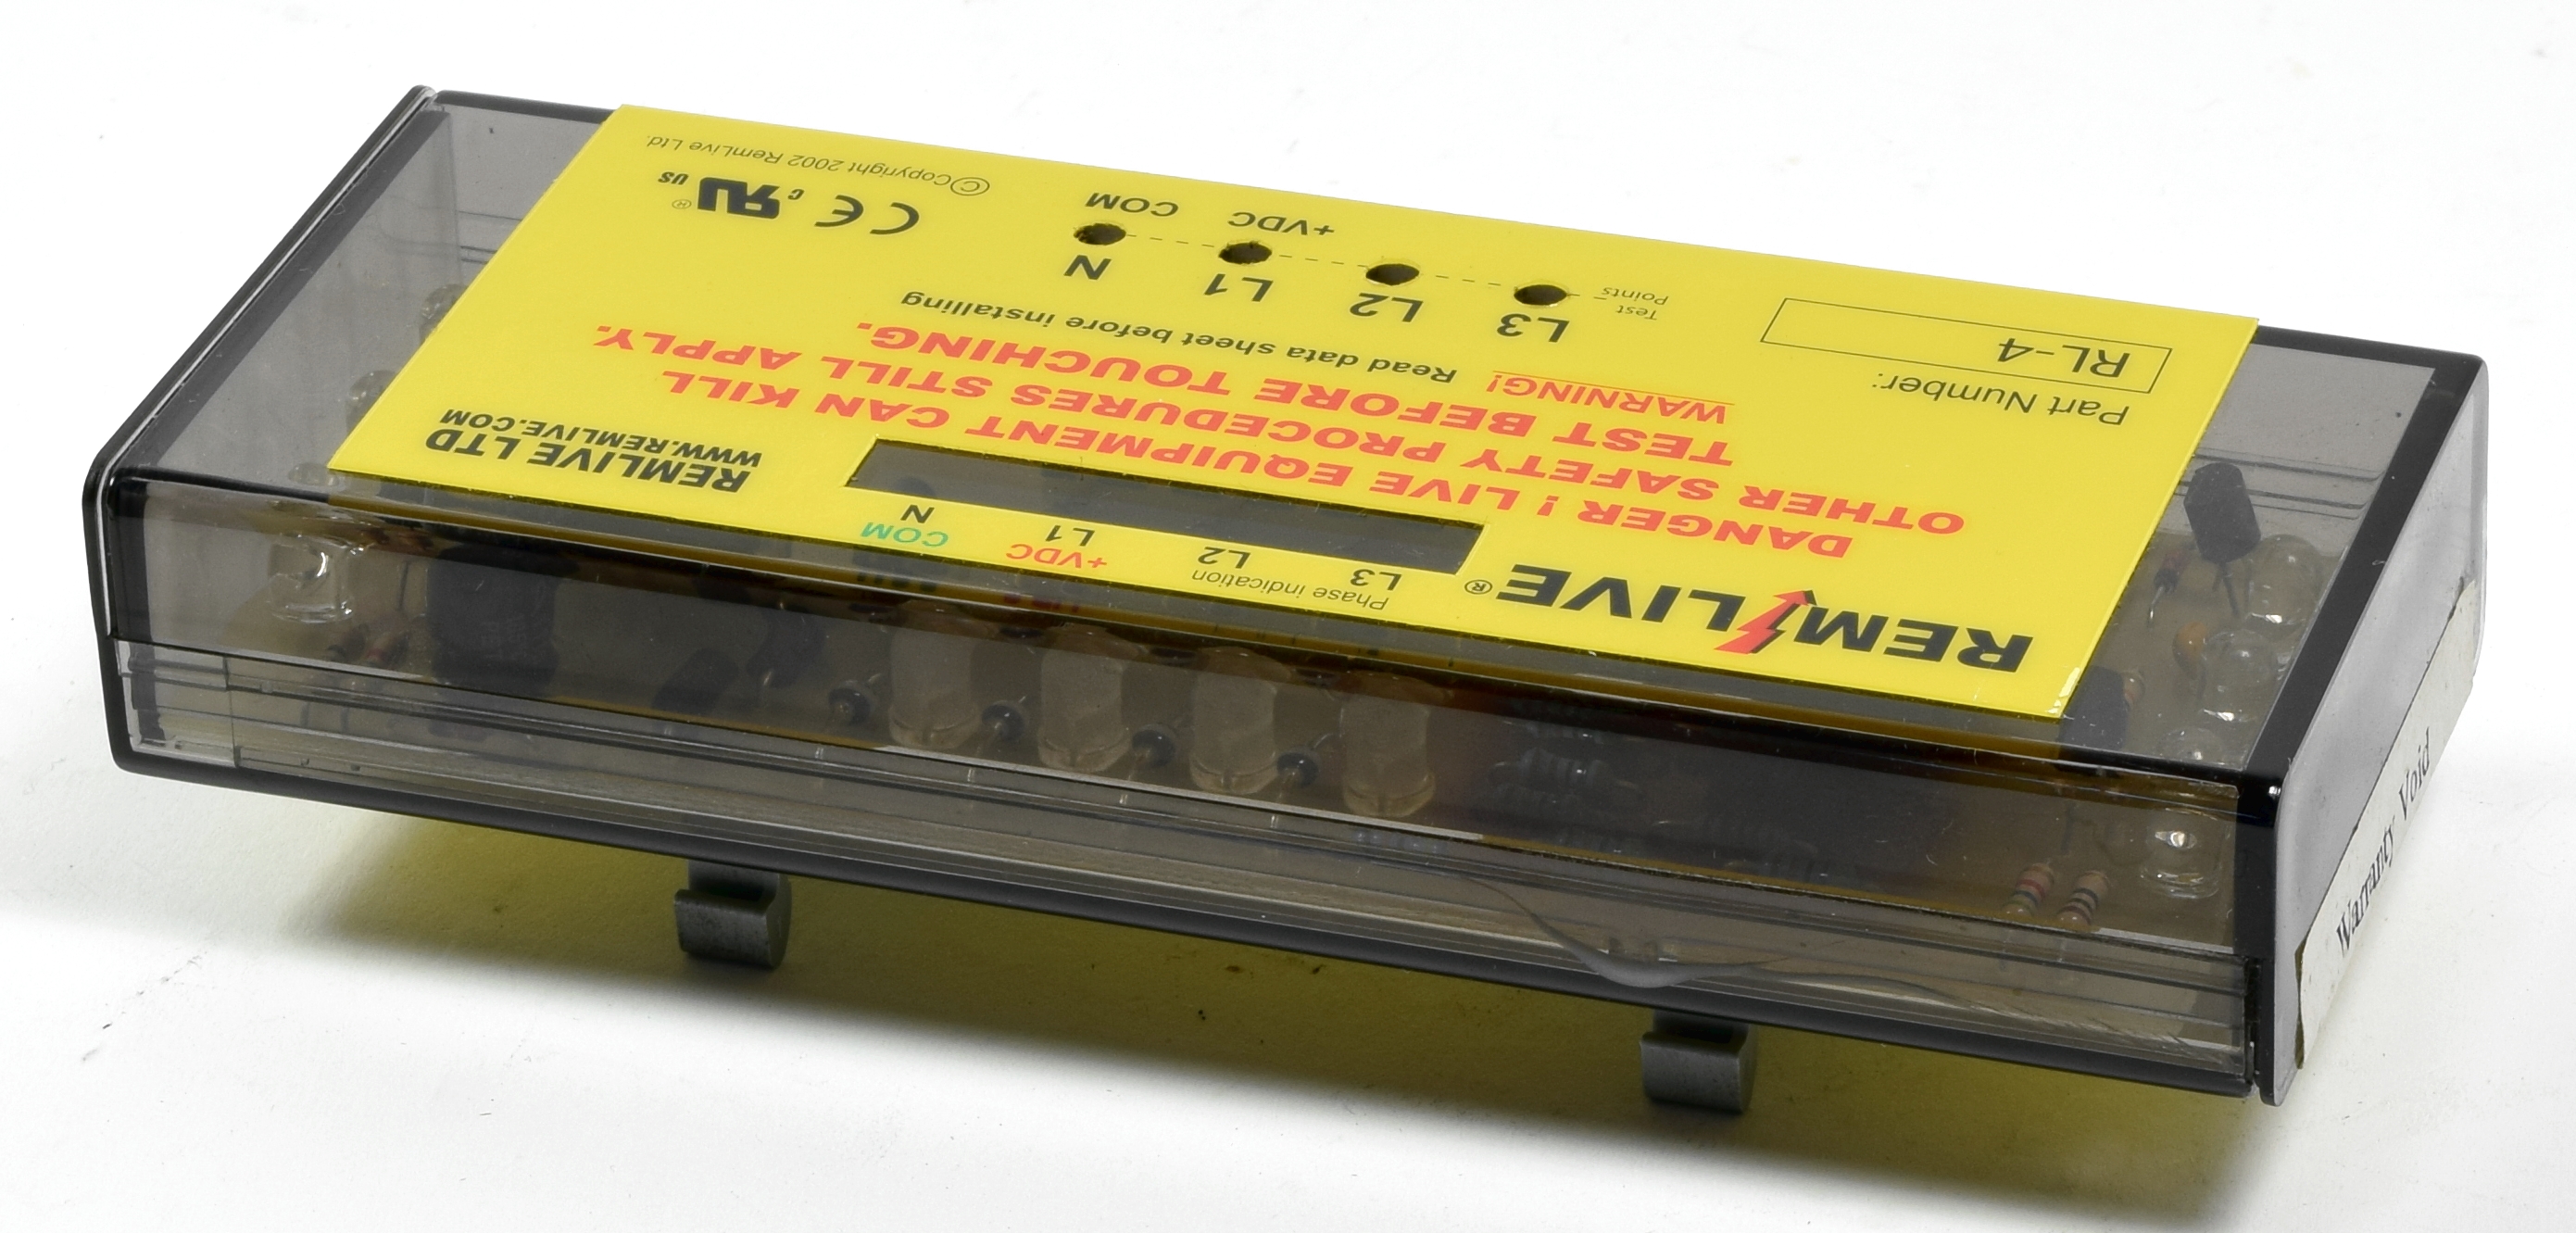 REMLIVE®
Phase indication
L3 L2 L1 N
+VDC COM
REMLIVE LTD
WWW.REMLIVE.COM
DANGER ! LIVE EQUIPMENT CAN KILL
OTHER SAFETY PROCEDURES STILL APPLY.
TEST BEFORE TOUCHING.
WARNING! Read data sheet before installing
Part Number:
RL-4
Test
Points
L3 L2 L1 N
+VDC COM
CE c RU us ®
©Copyright 2002 RemLive Ltd.
Warranty Void